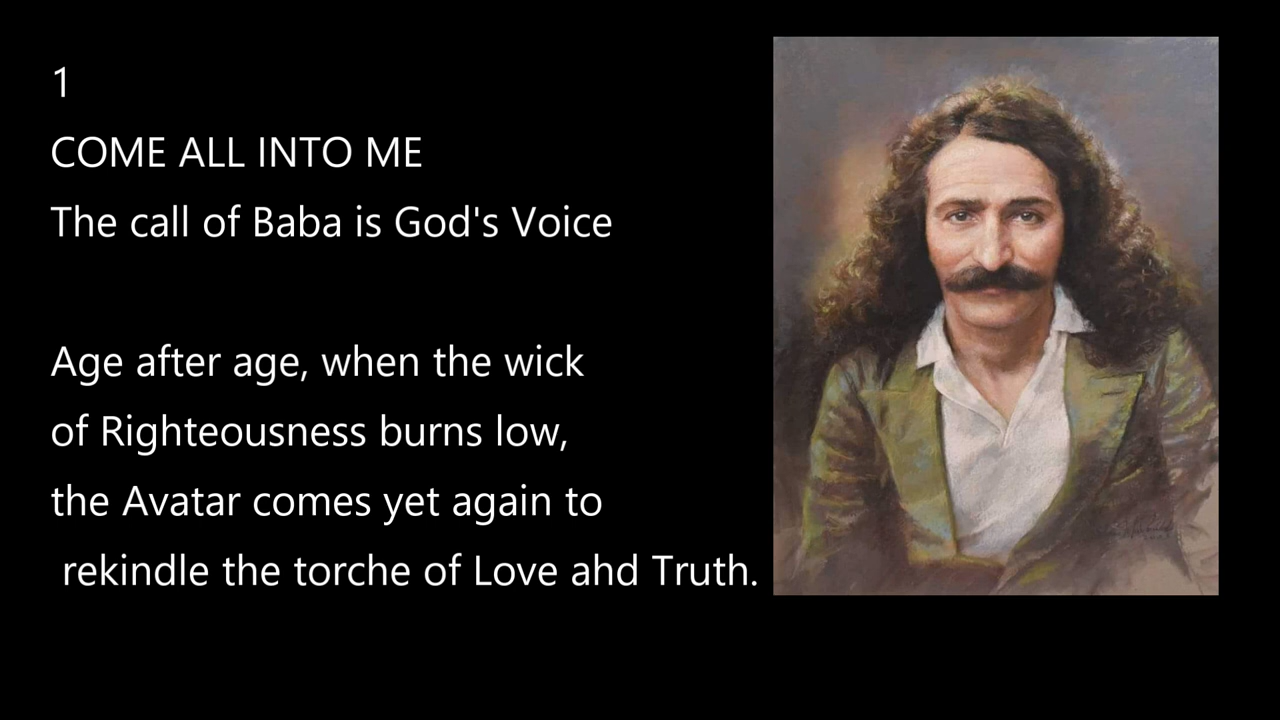 1
COME ALL INTO ME
The call of Baba is God's Voice
Age after age, when the wick
of Righteousness burns low,
the Avatar comes yet again to
rekindle the torche of Love ahd Truth.